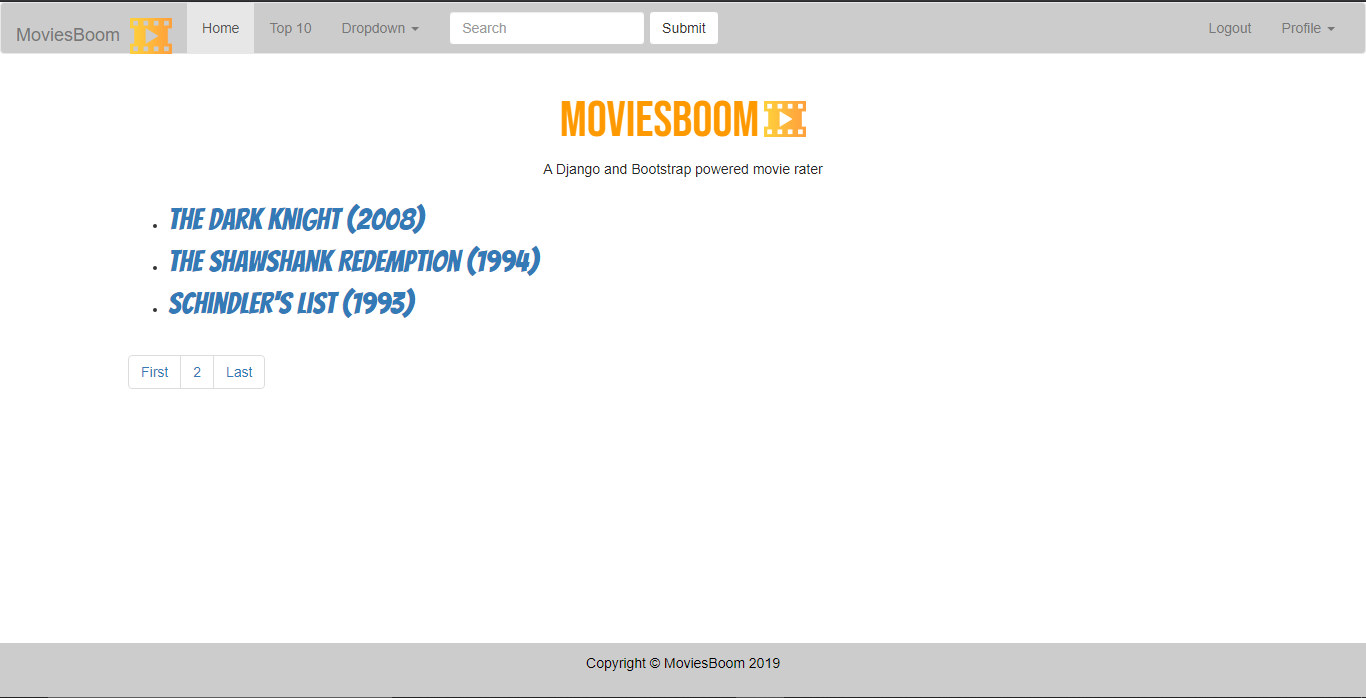 MoviesBoom Home Top 10 Dropdown Search Submit Logout Profile
MOVIESBOOM
A Django and Bootstrap powered movie rater
THE DARK KNIGHT (2008)
THE SHAWSHANK REDEMPTION (1994)
SCHINDLER'S LIST (1993)
First 2 Last
Copyright © MoviesBoom 2019